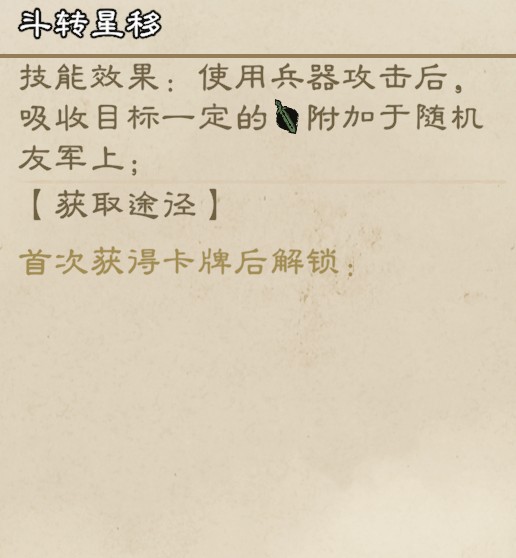 斗转星移
技能效果：使用兵器攻击后，
吸收目标一定的附加于随机
友军上；
【获取途径】
首次获得卡牌后解锁；